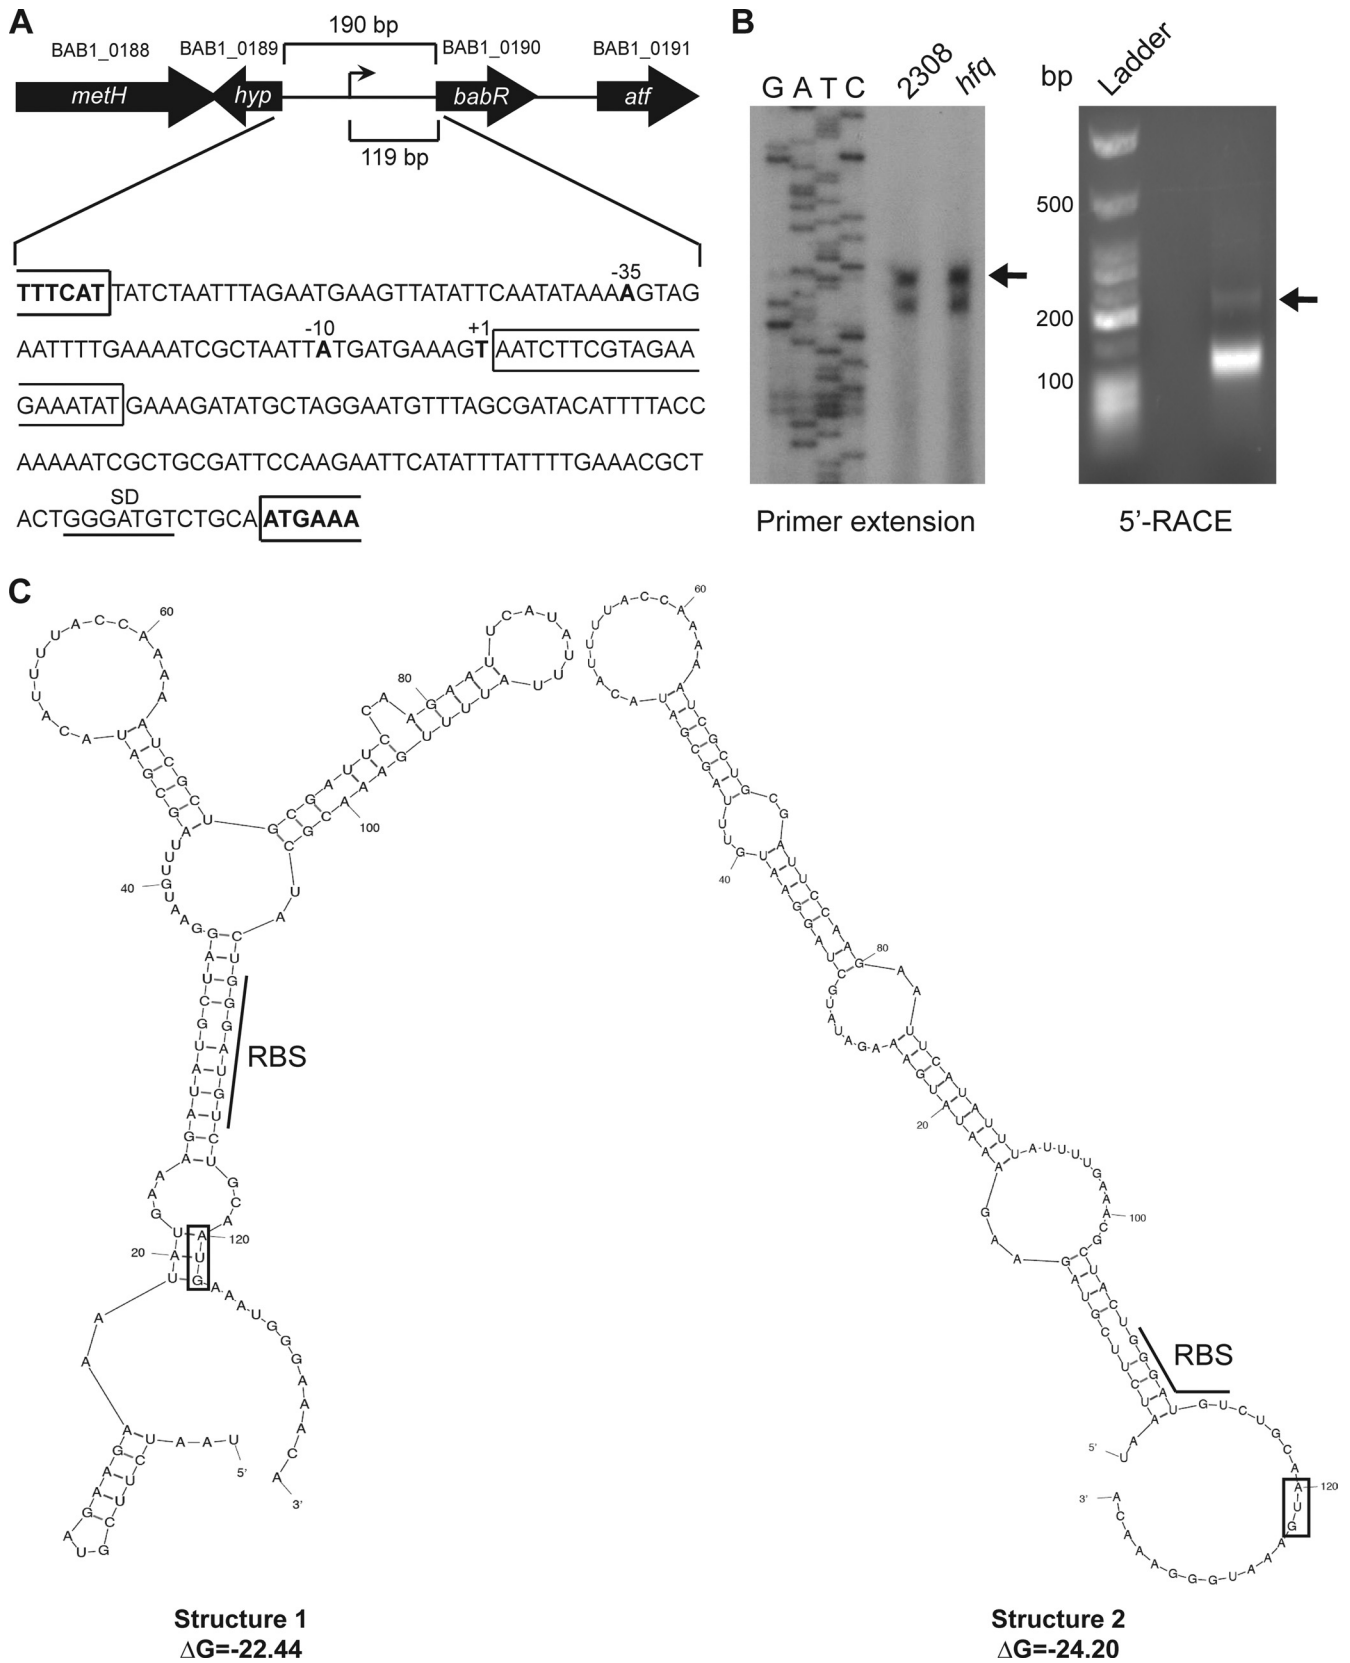 A
190 bp
BAB1_0188 BAB1_0189 BAB1_0190 BAB1_0191
metH hyp babR atf
119 bp
-35
TTTCATTATCTAATTTAGAATGAAGTTATATTCAATATAAAAGTAG
-10 +1
AATTTTGAAAATCGCTAATTATGATGAAAGTAATCTTCGTAGAA
GAAATATGAAAGATATGCTAGGAATGTTTAGCGATACATTTTACC
AAAAATCGCTGCGATTCCAAGAATTCATATTTATTTTGAAACGCT
SD
ACTGGGATGTCTGCAATGAAA
B
G A T C 2308 hfq
Primer extension
bp Ladder
500
200
100
5’-RACE
C
60
80
40
100
RBS
20
120
5’
3’
Structure 1
ΔG=-22.44
60
40
80
20
100
RBS
5’
120
3’
Structure 2
ΔG=-24.20